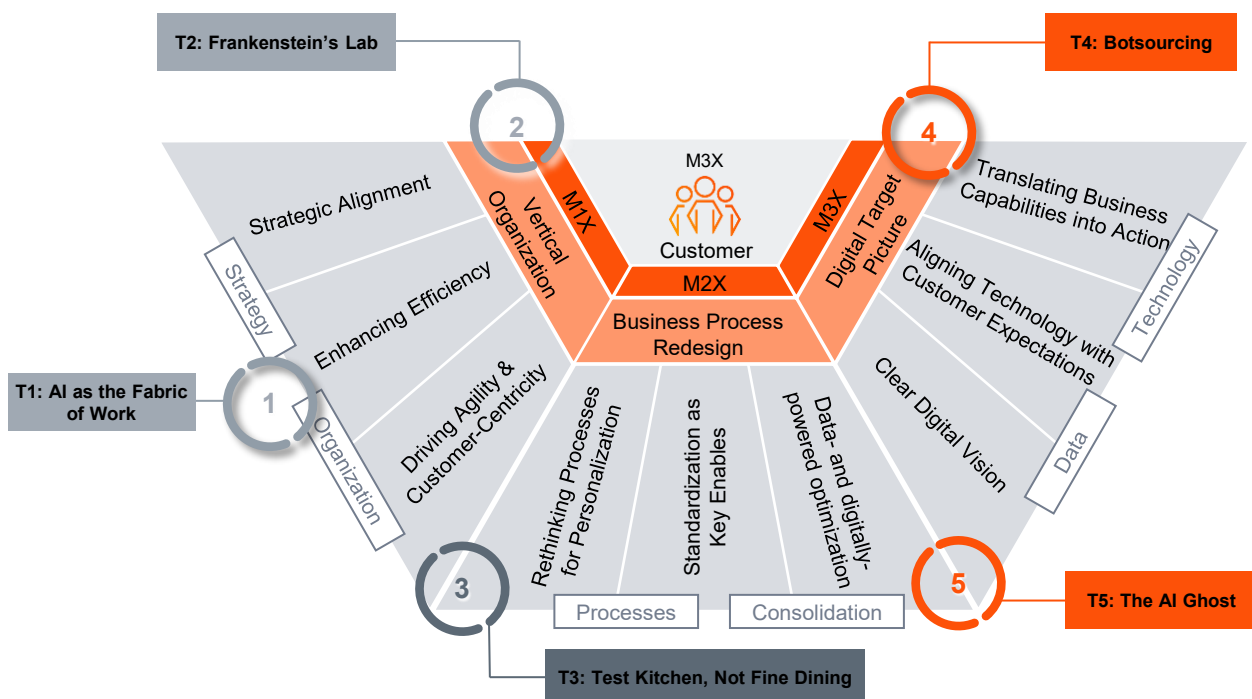 T2: Frankenstein's Lab
T4: Botsourcing
2
4
M3X
Customer
M1X
M2X
M3X
Vertical
Organization
Business Process
Redesign
Digital Target
Picture
Strategic Alignment
Enhancing Efficiency
Driving Agility &
Customer-Centricity
Strategy
Organization
T1: AI as the Fabric
of Work
1
Rethinking Processes
for Personalization
Standardization as
Key Enables
Data- and digitally-
powered optimization
Processes
Consolidation
Translating Business
Capabilities into Action
Aligning Technology with
Customer Expectations
Clear Digital Vision
Technology
Data
3
5
T5: The AI Ghost
T3: Test Kitchen, Not Fine Dining